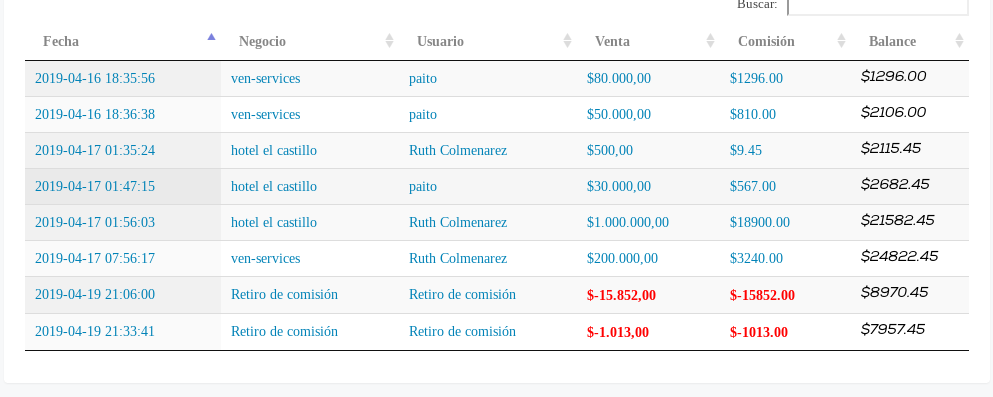 Buscar:
Fecha Negocio Usuario Venta Comisión Balance
2019-04-16 18:35:56 ven-services paito $80.000,00 $1296.00 $1296.00
2019-04-16 18:36:38 ven-services paito $50.000,00 $810.00 $2106.00
2019-04-17 01:35:24 hotel el castillo Ruth Colmenarez $500,00 $9.45 $2115.45
2019-04-17 01:47:15 hotel el castillo paito $30.000,00 $567.00 $2682.45
2019-04-17 01:56:03 hotel el castillo Ruth Colmenarez $1.000.000,00 $18900.00 $21582.45
2019-04-17 07:56:17 ven-services Ruth Colmenarez $200.000,00 $3240.00 $24822.45
2019-04-19 21:06:00 Retiro de comisión Retiro de comisión $-15.852,00 $-15852.00 $8970.45
2019-04-19 21:33:41 Retiro de comisión Retiro de comisión $-1.013,00 $-1013.00 $7957.45